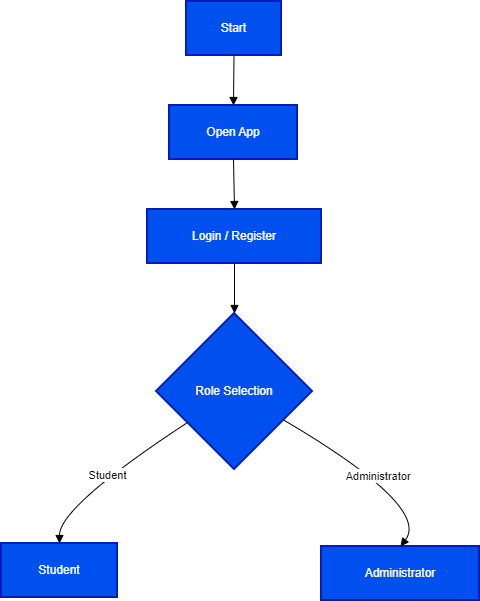 Start
Open App
Login / Register
Role Selection
Student
Administrator
Student
Administrator